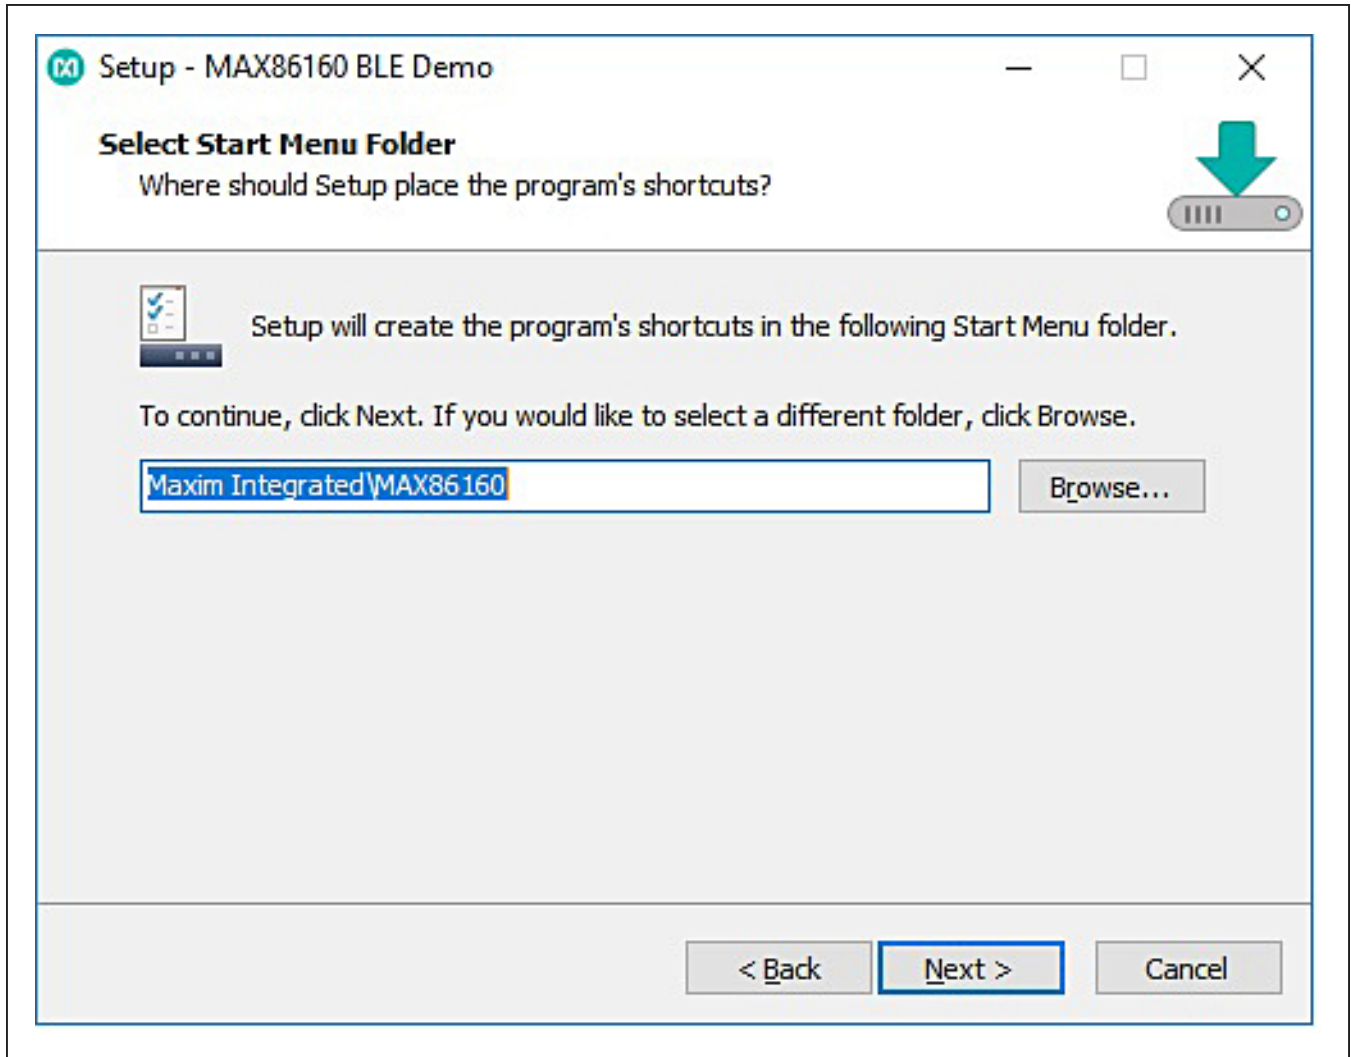 Setup - MAX86160 BLE Demo
Select Start Menu Folder
Where should Setup place the program's shortcuts?
Setup will create the program's shortcuts in the following Start Menu folder.
To continue, click Next. If you would like to select a different folder, click Browse.
Maxim Integrated\MAX86160
Browse...
< Back
Next >
Cancel